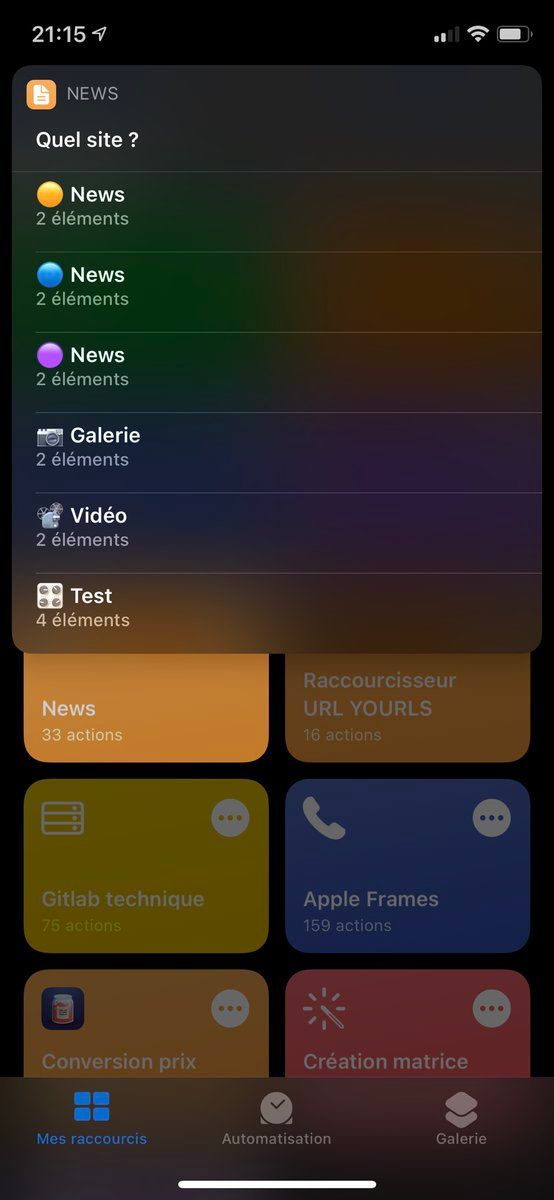 21:15
NEWS
Quel site ?
🟡 News
2 éléments
🔵 News
2 éléments
🟣 News
2 éléments
📷 Galerie
2 éléments
📽 Vidéo
2 éléments
🎛 Test
4 éléments
News
33 actions
Raccourcisseur
URL YOURLS
16 actions
Gitlab technique
75 actions
Apple Frames
159 actions
Conversion prix
Création matrice
Mes raccourcis
Automatisation
Galerie